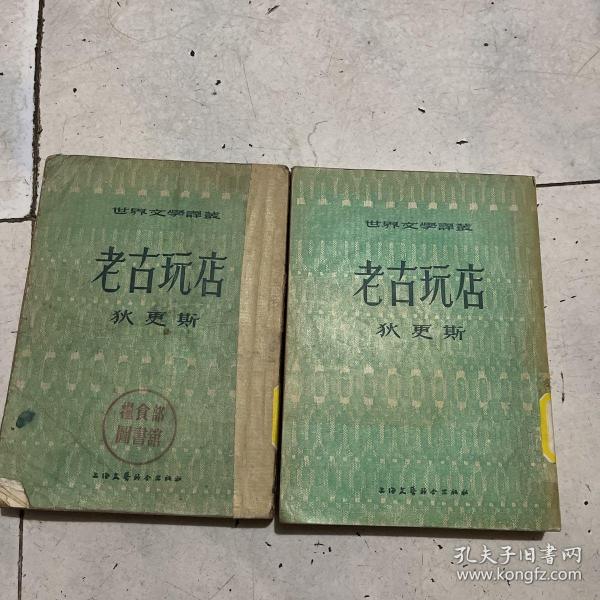 世界文學譯叢
老古玩店
狄更斯
糧食部
圖書館
上海文藝聯合出版社
世界文學譯叢
老古玩店
狄更斯
上海文藝聯合出版社
孔夫子旧书网
www.kongfz.com